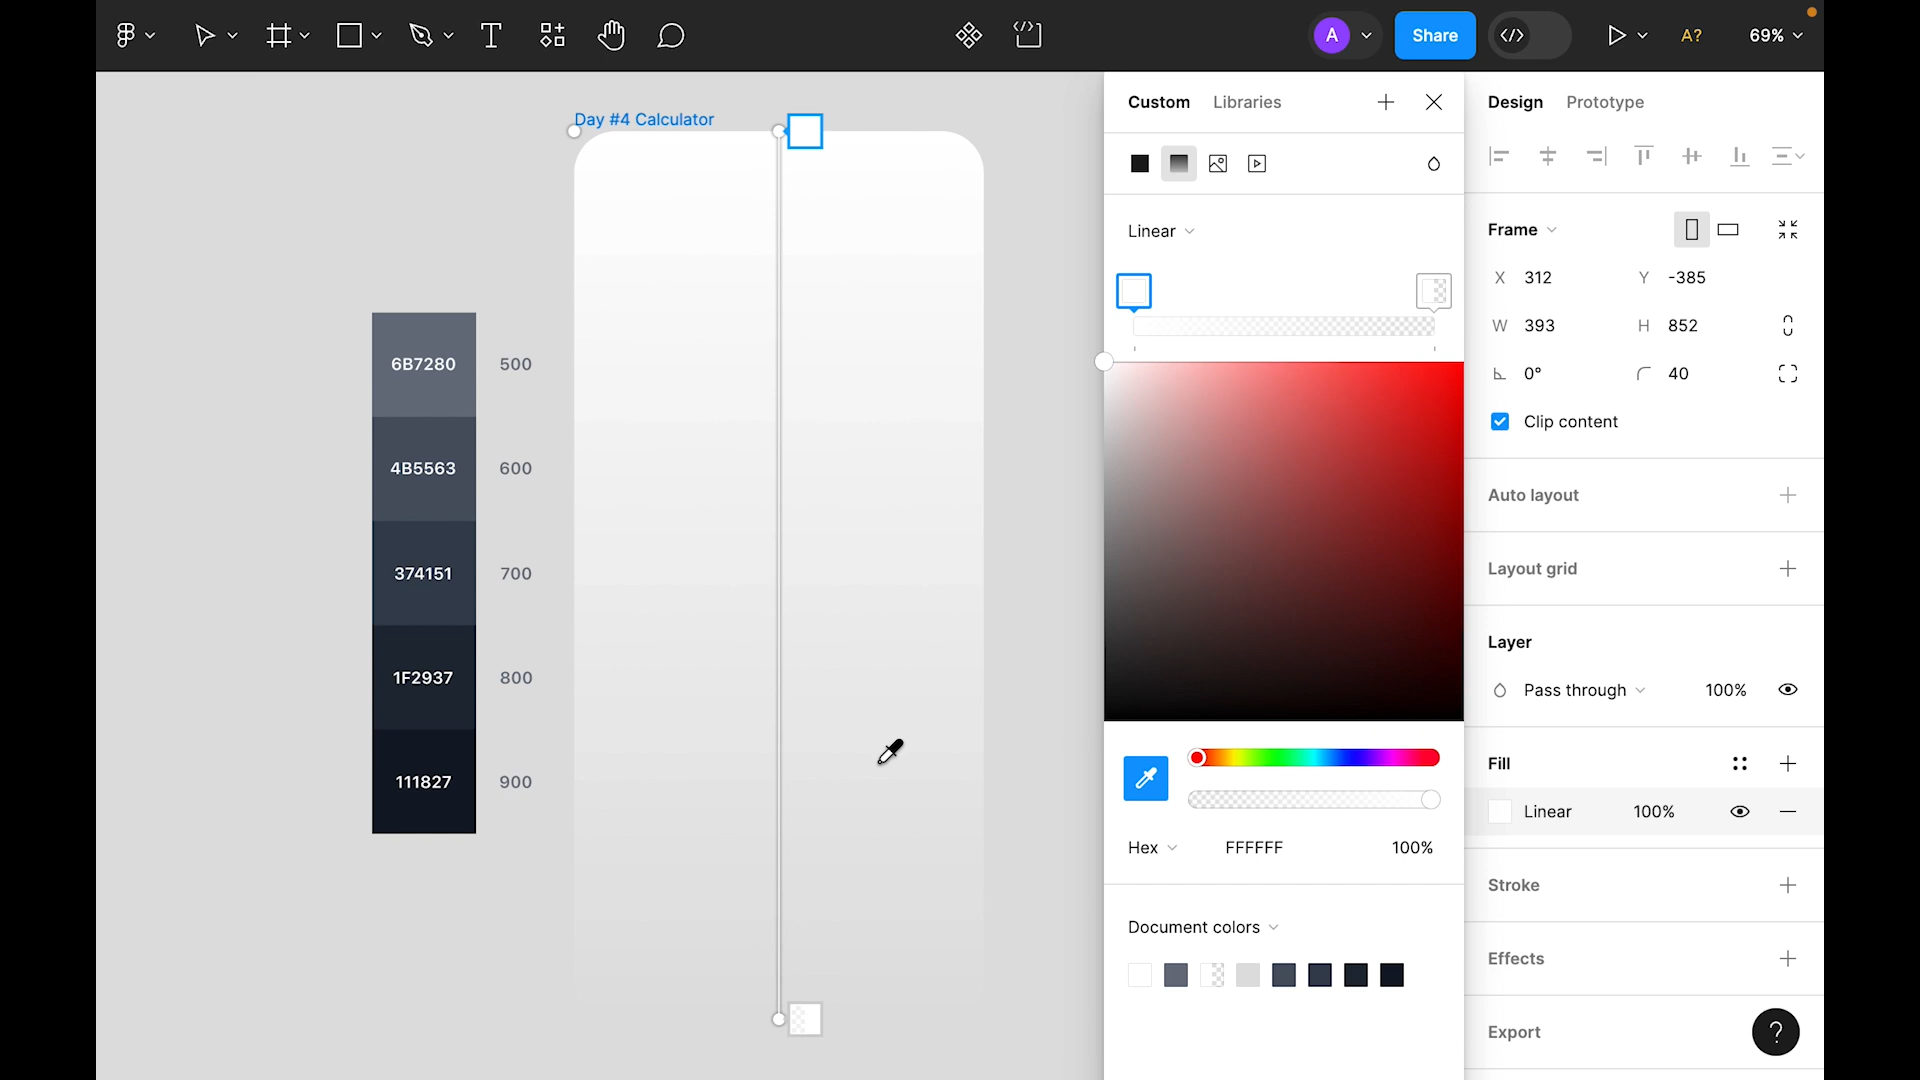 A
Share
A?
69%
Day #4 Calculator
6B7280 500
4B5563 600
374151 700
1F2937 800
111827 900
Custom Libraries
Linear
Hex FFFFFF 100%
Document colors
Design Prototype
Frame
X 312 Y -385
W 393 H 852
0° 40
Clip content
Auto layout
Layout grid
Layer
Pass through 100%
Fill
Linear 100%
Stroke
Effects
Export
?